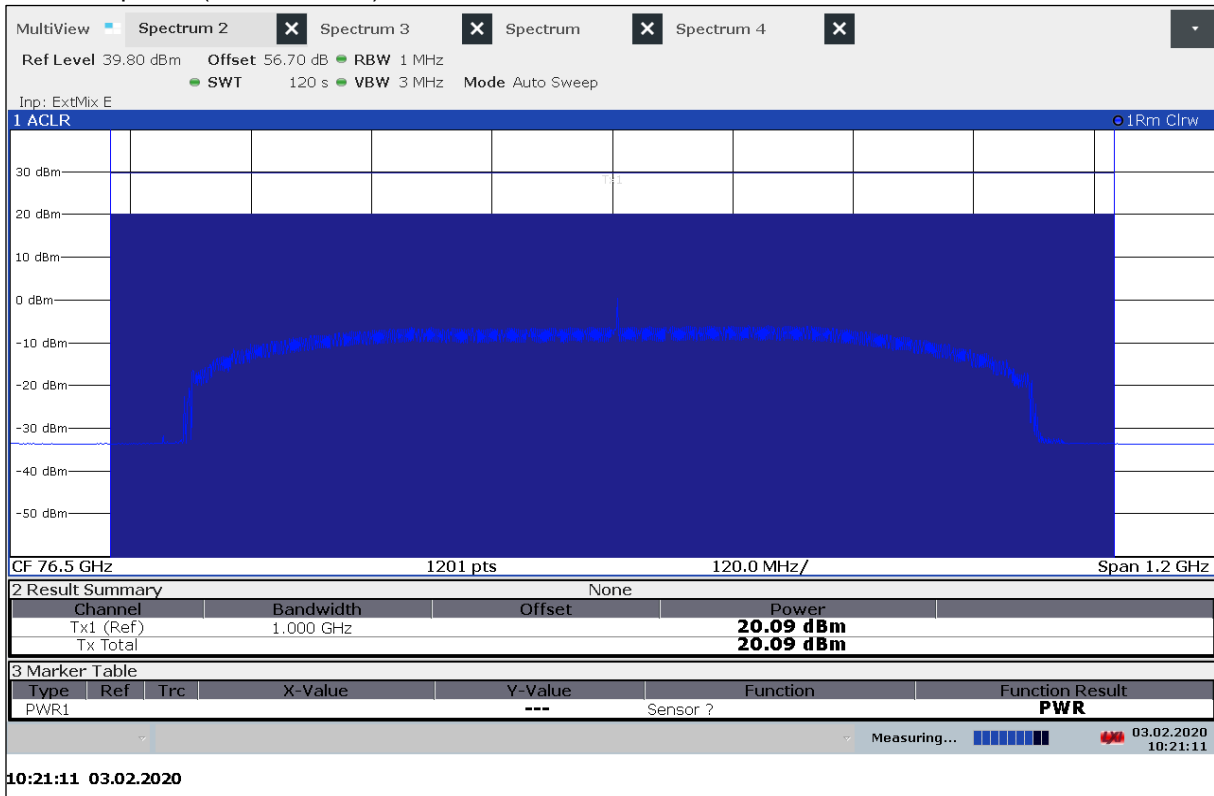 MultiView Spectrum 2 Spectrum 3 Spectrum Spectrum 4
Ref Level 39.80 dBm Offset 56.70 dB RBW 1 MHz
SWT 120 s VBW 3 MHz Mode Auto Sweep
Inp: ExtMix E
1 ACLR 1Rm Clrw
30 dBm
Tx1
20 dBm
10 dBm
0 dBm
-10 dBm
-20 dBm
-30 dBm
-40 dBm
-50 dBm
CF 76.5 GHz 1201 pts 120.0 MHz/ Span 1.2 GHz
2 Result Summary None
Channel Bandwidth Offset Power
Tx1 (Ref) 1.000 GHz 20.09 dBm
Tx Total 20.09 dBm
3 Marker Table
Type Ref Trc X-Value Y-Value Function Function Result
PWR1 --- Sensor ? PWR
Measuring... 03.02.2020
10:21:11
10:21:11 03.02.2020